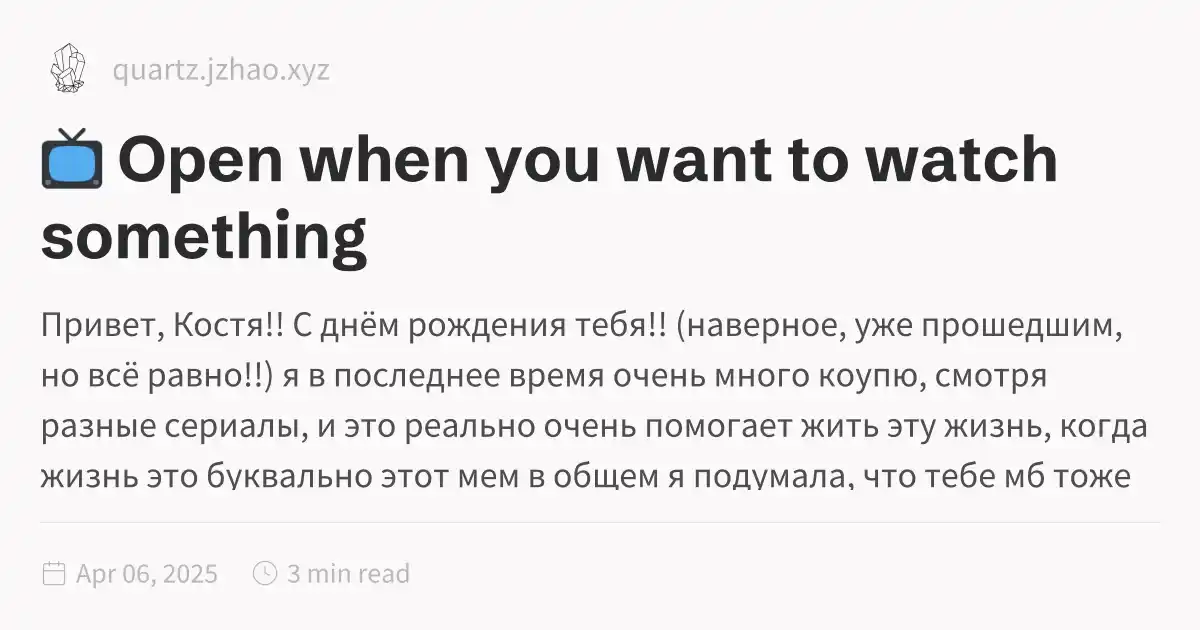 quartz.jzhao.xyz
📺 Open when you want to watch
something
Привет, Костя!! С днём рождения тебя!! (наверное, уже прошедшим,
но всё равно!!) я в последнее время очень много коупю, смотря
разные сериалы, и это реально очень помогает жить эту жизнь, когда
жизнь это буквально этот мем в общем я подумала, что тебе мб тоже
Apr 06, 2025
3 min read